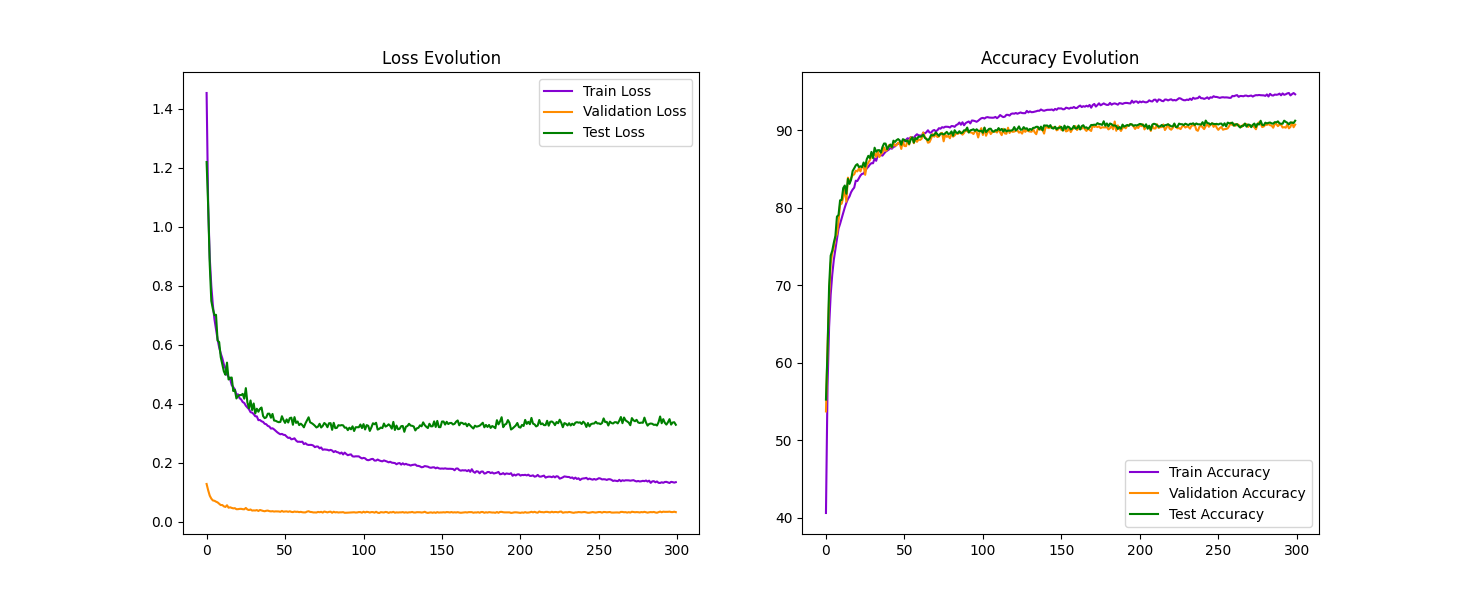 Loss Evolution
Train Loss
Validation Loss
Test Loss
1.4
1.2
1.0
0.8
0.6
0.4
0.2
0.0
0 50 100 150 200 250 300
Accuracy Evolution
90
80
70
60
50
40
Train Accuracy
Validation Accuracy
Test Accuracy
0 50 100 150 200 250 300